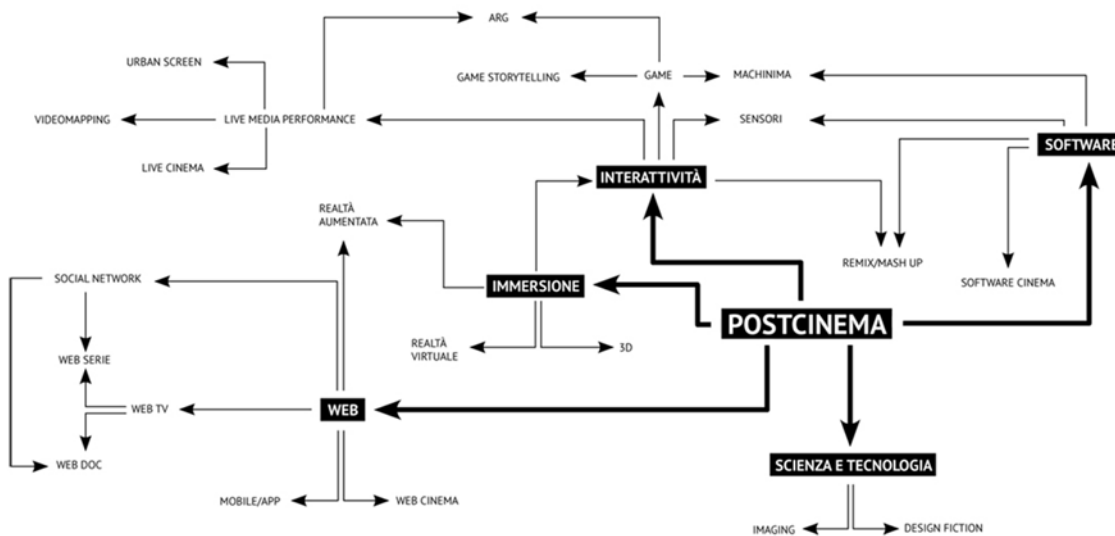 ARG
URBAN SCREEN
GAME STORYTELLING
GAME
MACHINIMA
VIDEOMAPPING
LIVE MEDIA PERFORMANCE
SENSORI
SOFTWARE
LIVE CINEMA
INTERATTIVITÀ
REALTÀ
AUMENTATA
REMIX/MASH UP
SOCIAL NETWORK
IMMERSIONE
SOFTWARE CINEMA
POSTCINEMA
REALTÀ
VIRTUALE
3D
WEB SERIE
WEB TV
WEB
WEB DOC
SCIENZA E TECNOLOGIA
MOBILE/APP
WEB CINEMA
IMAGING
DESIGN FICTION